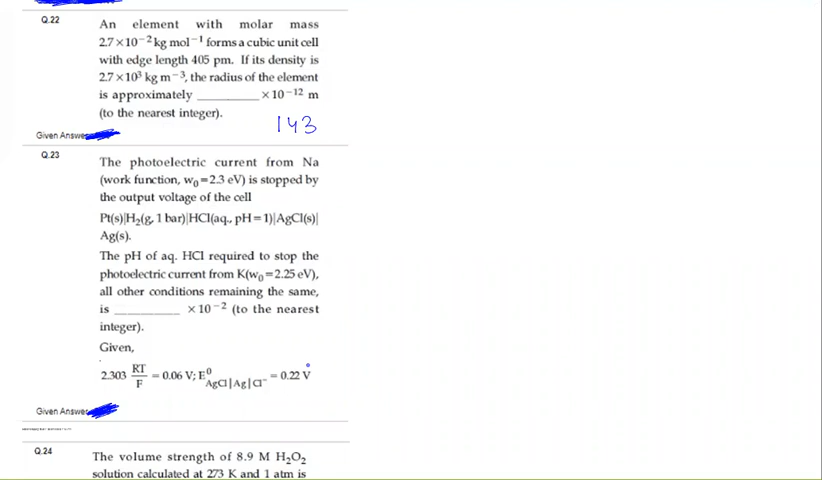 Q.22
An element with molar mass
2.7×10⁻² kg mol⁻¹ forms a cubic unit cell
with edge length 405 pm. If its density is
2.7×10³ kg m⁻³, the radius of the element
is approximately ________ ×10⁻¹² m
(to the nearest integer).
143
Given Answer
Q.23
The photoelectric current from Na
(work function, w₀=2.3 eV) is stopped by
the output voltage of the cell
Pt(s)|H₂(g, 1 bar)|HCl(aq., pH=1)|AgCl(s)|
Ag(s).
The pH of aq. HCl required to stop the
photoelectric current from K(w₀=2.25 eV),
all other conditions remaining the same,
is ________ ×10⁻² (to the nearest
integer).
Given,
2.303 RT/F = 0.06 V; E⁰ AgCl|Ag|Cl⁻ = 0.22 V
Given Answer
Q.24
The volume strength of 8.9 M H₂O₂
solution calculated at 273 K and 1 atm is